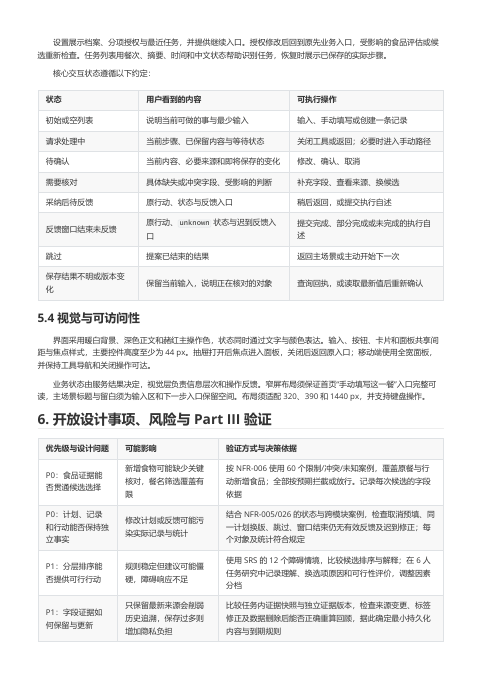 设置展示档案、分项授权与最近任务，并提供继续入口。授权修改后回到原先业务入口，受影响的食品评估或候
选重新检查。任务列表用餐次、摘要、时间和中文状态帮助识别任务，恢复时展示已保存的实际步骤。
核心交互状态遵循以下约定：
状态 用户看到的内容 可执行操作
初始或空列表 说明当前可做的事与最少输入 输入、手动填写或创建一条记录
请求处理中 当前步骤、已保留内容与等待状态 关闭工具或返回；必要时进入手动路径
待确认 当前内容、必要来源和即将保存的变化 修改、确认、取消
需要核对 具体缺失或冲突字段、受影响的判断 补充字段、查看来源、换候选
采纳后待反馈 原行动、状态与反馈入口 稍后返回，或提交执行自述
反馈窗口结束未反馈 原行动、 unknown 状态与迟到反馈入
口 提交完成、部分完成或未完成的执行自
述
跳过 提案已结束的结果 返回主场景或主动开始下一次
保存结果不明或版本变
化 保留当前输入，说明正在核对的对象 查询回执，或读取最新值后重新确认
5.4 视觉与可访问性
界面采用暖白背景、深色正文和赭红主操作色，状态同时通过文字与颜色表达。输入、按钮、卡片和面板共享间
距与焦点样式，主要控件高度至少为 44 px。抽屉打开后焦点进入面板，关闭后返回原入口；移动端使用全宽面板，
并保持工具导航和关闭操作可达。
业务状态由服务结果决定，视觉层负责信息层次和操作反馈。窄屏布局须保证首页“手动填写这一餐”入口完整可
读，主场景标题与留白须为输入区和下一步入口保留空间。布局须适配 320、390 和 1440 px，并支持键盘操作。
6. 开放设计事项、风险与 Part III 验证
优先级与设计问题 可能影响 验证方式与决策依据
P0：食品证据能
否贯通候选选择 新增食物可能缺少关键
核对，餐名筛选覆盖有
限 按 NFR-006 使用 60 个限制/冲突/未知案例，覆盖原餐与行
动新增食品；全部按预期拦截或放行。记录每次候选的字段
依据
P0：计划、记录
和行动能否保持独
立事实 修改计划或反馈可能污
染实际记录与统计 结合 NFR-005/026 的状态与跨模块案例，检查取消预填、同
一计划换版、跳过、窗口结束仍无有效反馈及迟到修正；每
个对象及统计符合规定
P1：分层排序能
否提供可行行动 规则稳定但建议可能僵
硬，障碍响应不足 使用 SRS 的 12 个障碍情境，比较候选排序与解释；在 6 人
任务研究中记录理解、换选项原因和可行性评价，调整因素
分档
P1：字段证据如
何保留与更新 只保留最新来源会削弱
历史追溯，保存过多则
增加隐私负担 比较任务内证据快照与独立证据版本，检查来源变更、标签
修正及数据删除后能否正确重算回顾，据此确定最小持久化
内容与到期规则